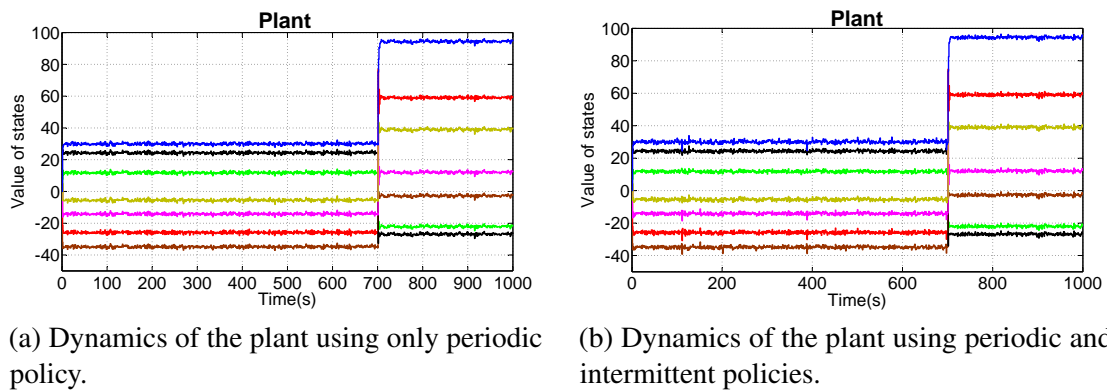 Plant
100
80
60
40
20
0
-20
-40
Value of states
0 100 200 300 400 500 600 700 800 900 1000
Time(s)
(a) Dynamics of the plant using only periodic
policy.
Plant
100
80
60
40
20
0
-20
-40
Value of states
0 200 400 600 800 1000
Time(s)
(b) Dynamics of the plant using periodic and
intermittent policies.